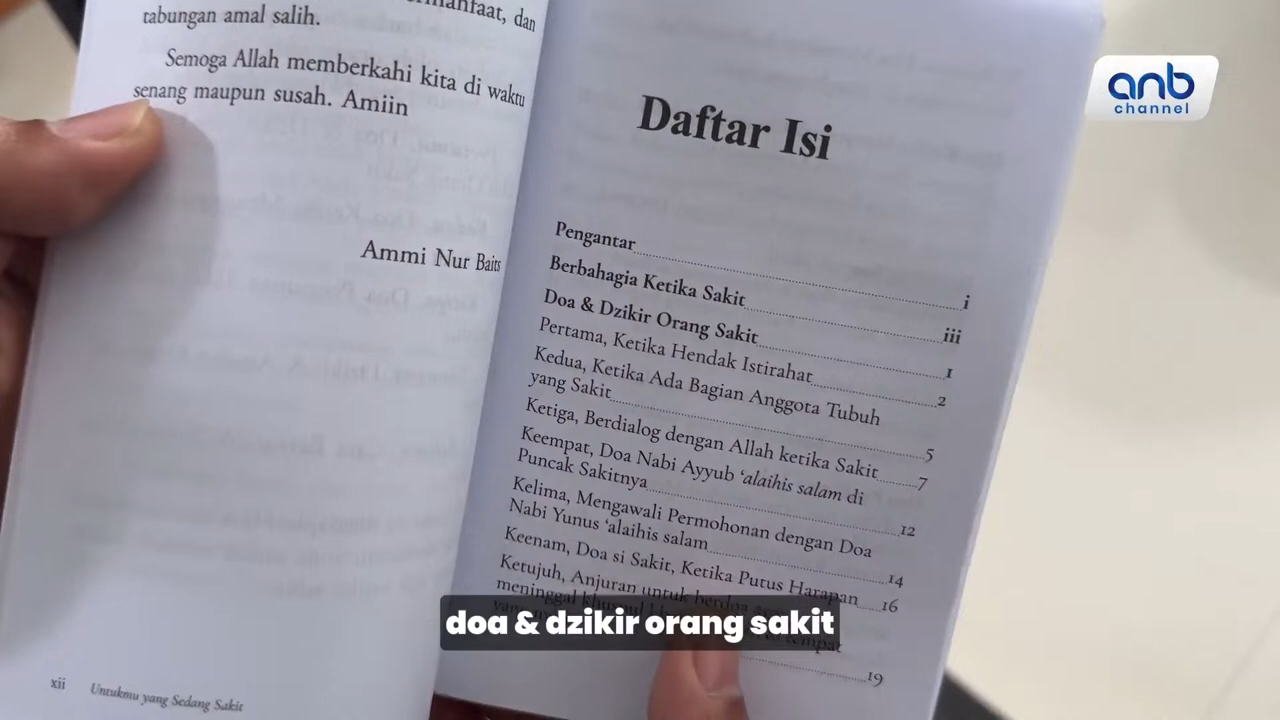 tabungan amal salih.
Semoga Allah memberkahi kita di waktu
senang maupun susah. Amiin
Ammi Nur Baits
xii Untukmu yang Sedang Sakit
anb
channel
Daftar Isi
Pengantar i
Berbahagia Ketika Sakit iii
Doa & Dzikir Orang Sakit 1
Pertama, Ketika Hendak Istirahat 2
Kedua, Ketika Ada Bagian Anggota Tubuh
yang Sakit 5
Ketiga, Berdialog dengan Allah ketika Sakit 7
Keempat, Doa Nabi Ayyub ‘alaihis salam di
Puncak Sakitnya 12
Kelima, Mengawali Permohonan dengan Doa
Nabi Yunus ‘alaihis salam 14
Keenam, Doa si Sakit, Ketika Putus Harapan 16
Ketujuh, Anjuran untuk berdoa
meninggal
tempat
19
doa & dzikir orang sakit